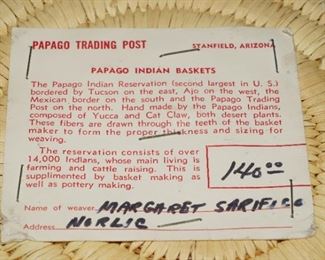 PAPAGO TRADING POST STANFIELD, ARIZONA
PAPAGO INDIAN BASKETS
The Papago Indian Reservation (second largest in U. S.)
bordered by Tucson on the east, Ajo on the west, the
Mexican border on the south and the Papago Trading
Post on the north. Hand made by the Papago Indians,
composed of Yucca and Cat Claw, both desert plants.
These fibers are drawn through the teeth of the basket
maker to form the proper thickness and sizing for
weaving.
The reservation consists of over
14,000 Indians, whose main living is
farming and cattle raising. This is
supplimented by basket making as
well as pottery making.
140.00
Name of weaver MARGARET
Address